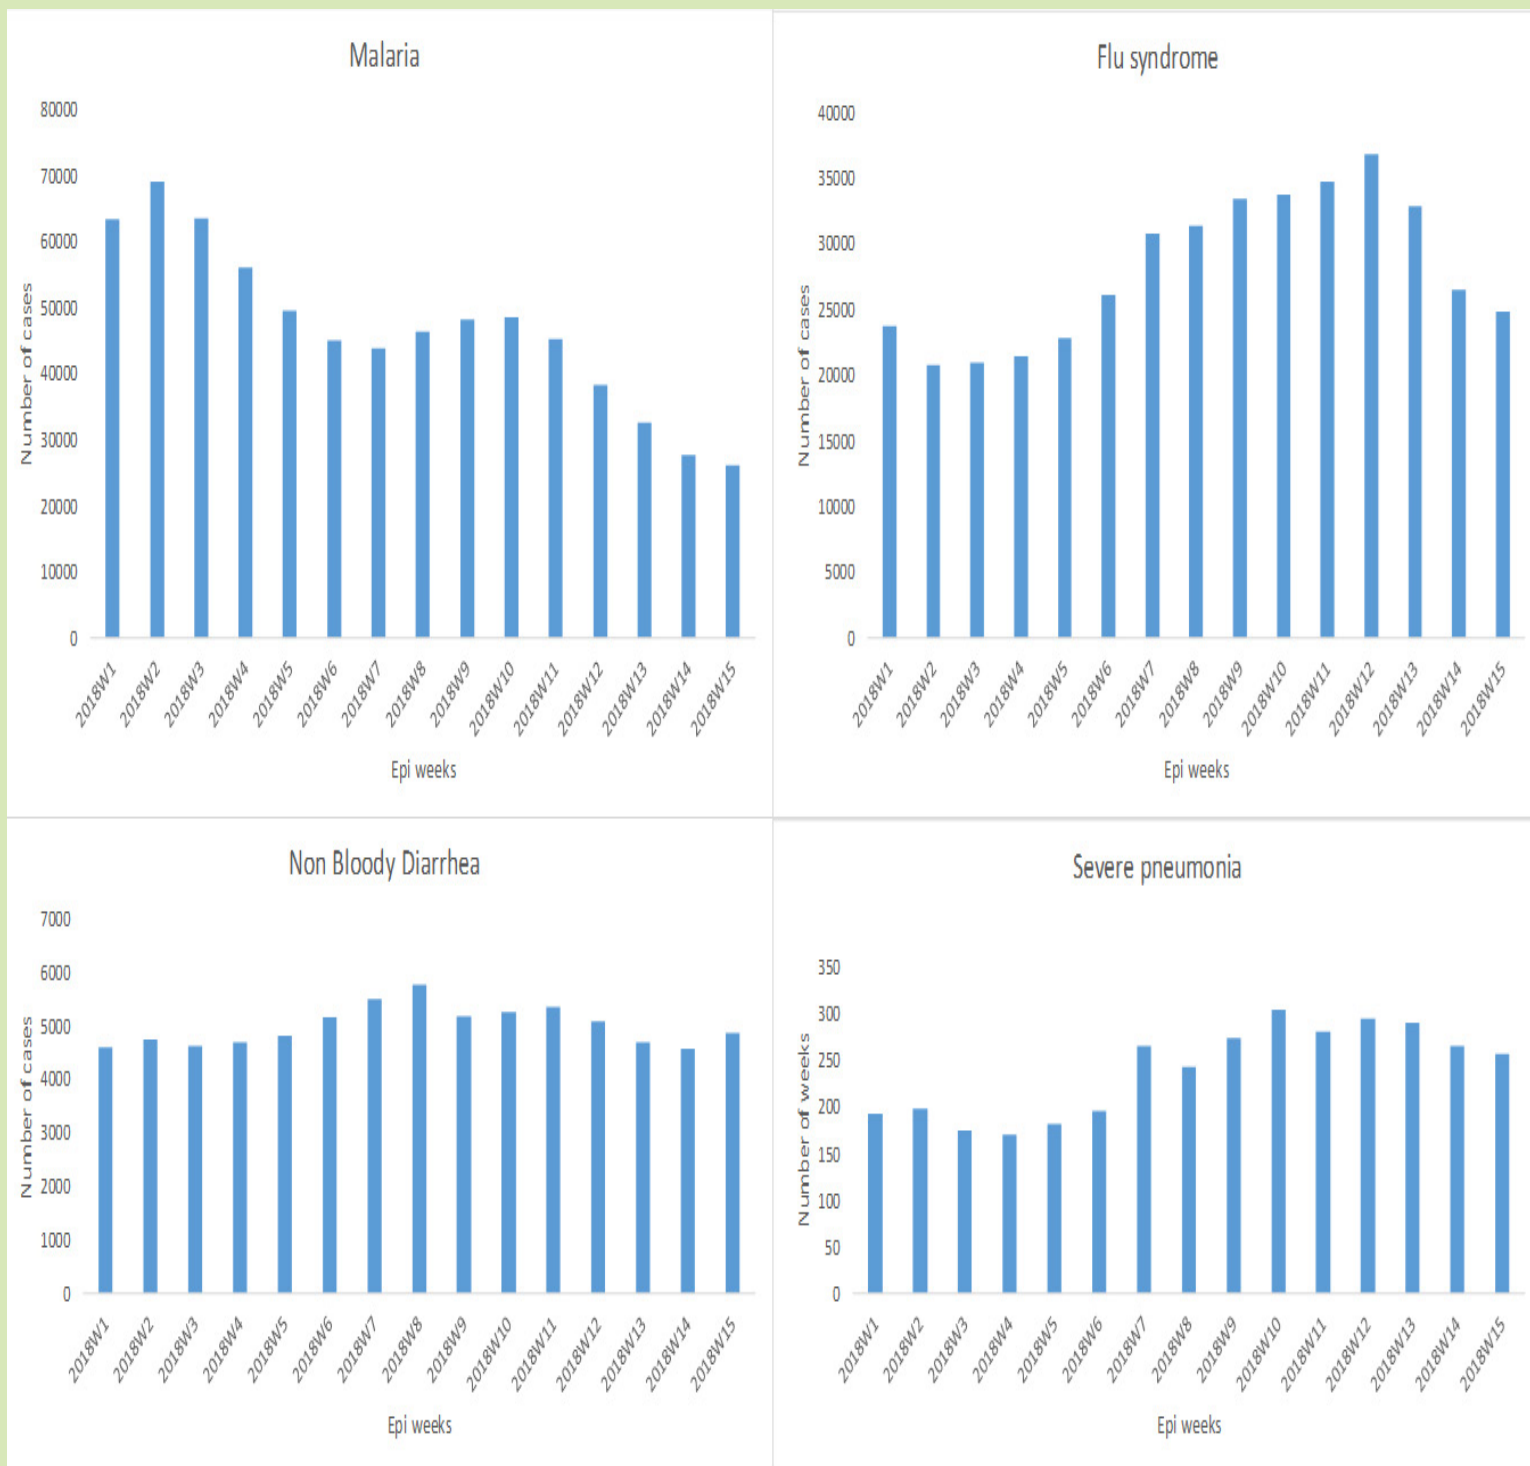 Malaria
80000
70000
60000
50000
40000
30000
20000
10000
0
Number of cases
2018W1
2018W2
2018W3
2018W4
2018W5
2018W6
2018W7
2018W8
2018W9
2018W10
2018W11
2018W12
2018W13
2018W14
2018W15
Epi weeks
Flu syndrome
40000
35000
30000
25000
20000
15000
10000
5000
0
Number of cases
2018W1
2018W2
2018W3
2018W4
2018W5
2018W6
2018W7
2018W8
2018W9
2018W10
2018W11
2018W12
2018W13
2018W14
2018W15
Epi weeks
Non Bloody Diarrhea
7000
6000
5000
4000
3000
2000
1000
0
Number of cases
2018W1
2018W2
2018W3
2018W4
2018W5
2018W6
2018W7
2018W8
2018W9
2018W10
2018W11
2018W12
2018W13
2018W14
2018W15
Epi weeks
Severe pneumonia
350
300
250
200
150
100
50
0
Number of weeks
2018W1
2018W2
2018W3
2018W4
2018W5
2018W6
2018W7
2018W8
2018W9
2018W10
2018W11
2018W12
2018W13
2018W14
2018W15
Epi weeks